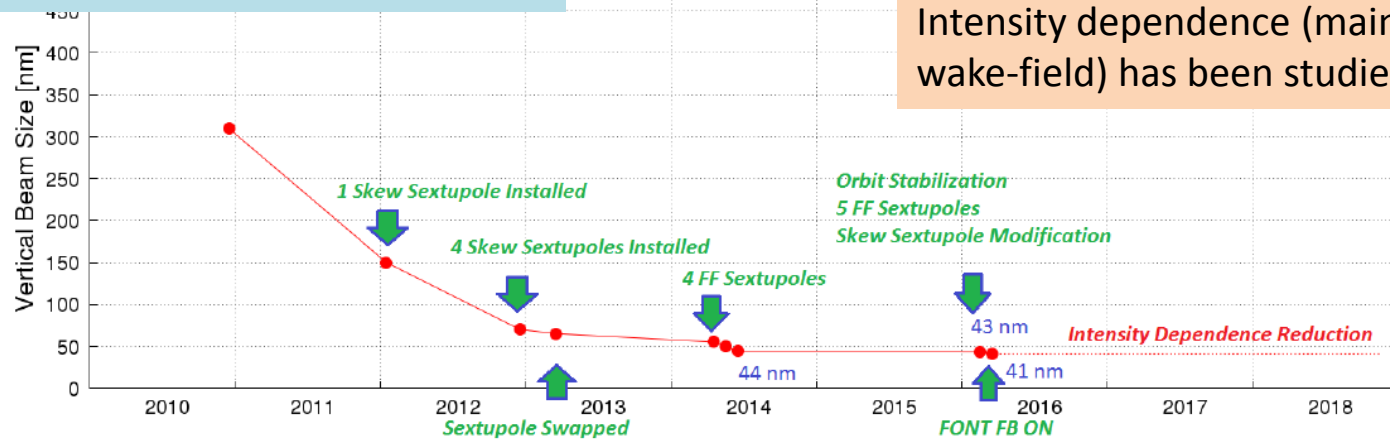 Intensity dependence (main
wake-field) has been studie
Vertical Beam Size [nm]
450
400
350
300
250
200
150
100
50
0
1 Skew Sextupole Installed
4 Skew Sextupoles Installed
4 FF Sextupoles
Orbit Stabilization
5 FF Sextupoles
Skew Sextupole Modification
43 nm
Intensity Dependence Reduction
44 nm
41 nm
2010 2011 2012 2013 2014 2015 2016 2017 2018
Sextupole Swapped
FONT FB ON